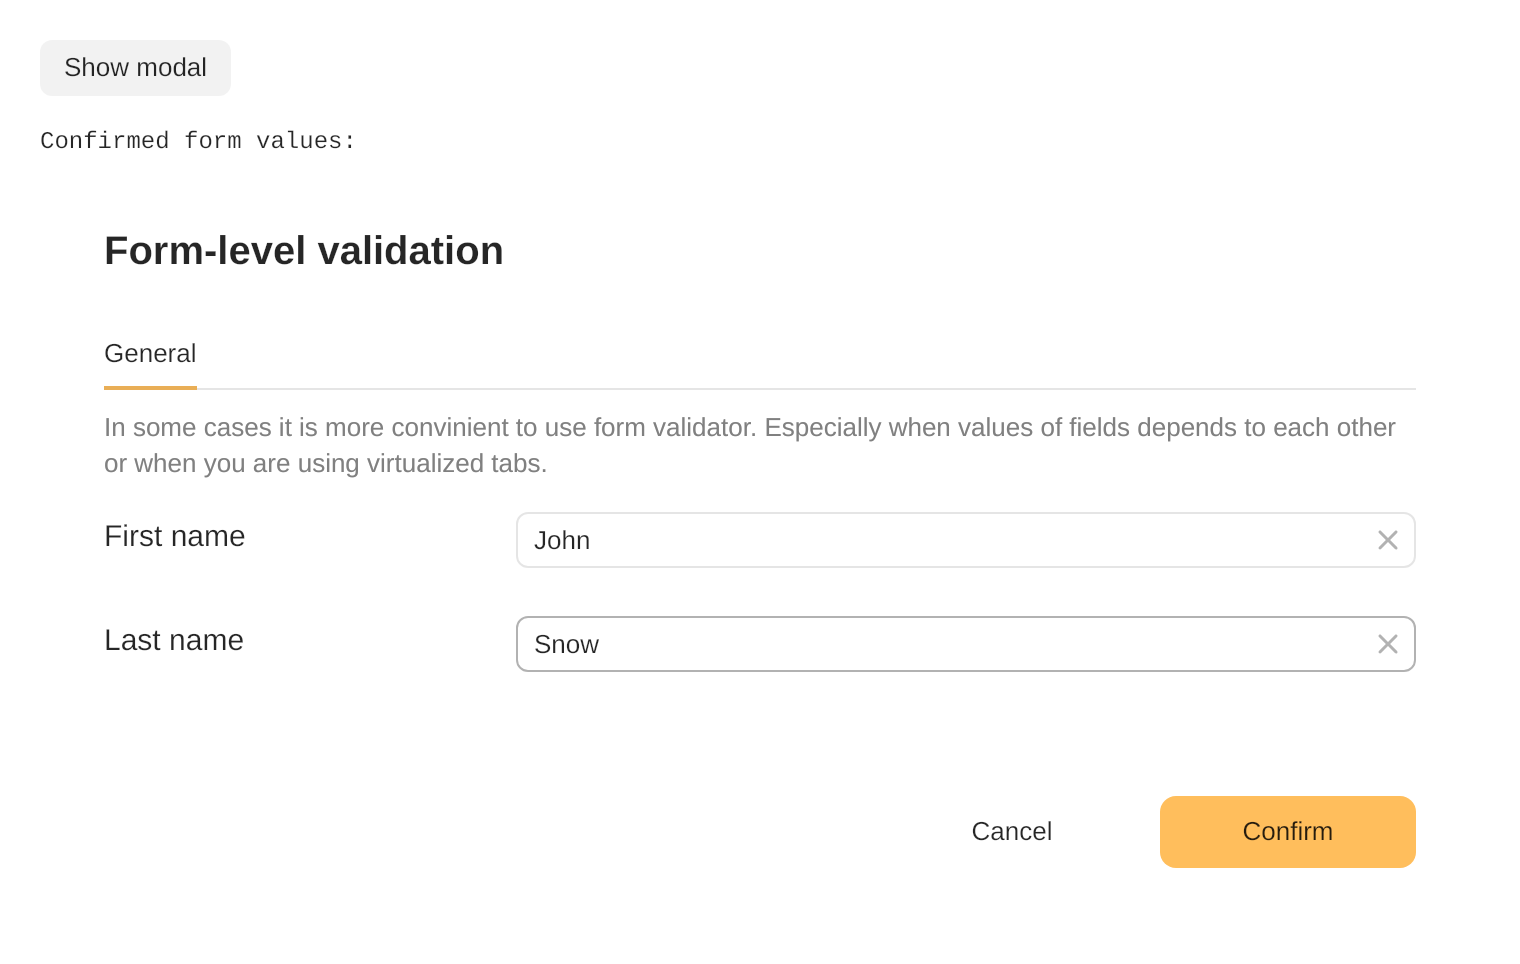 Show modal
Confirmed form values:
Form-level validation
General
In some cases it is more convinient to use form validator. Especially when values of fields depends to each other
or when you are using virtualized tabs.
First name
John
Last name
Snow
Cancel
Confirm